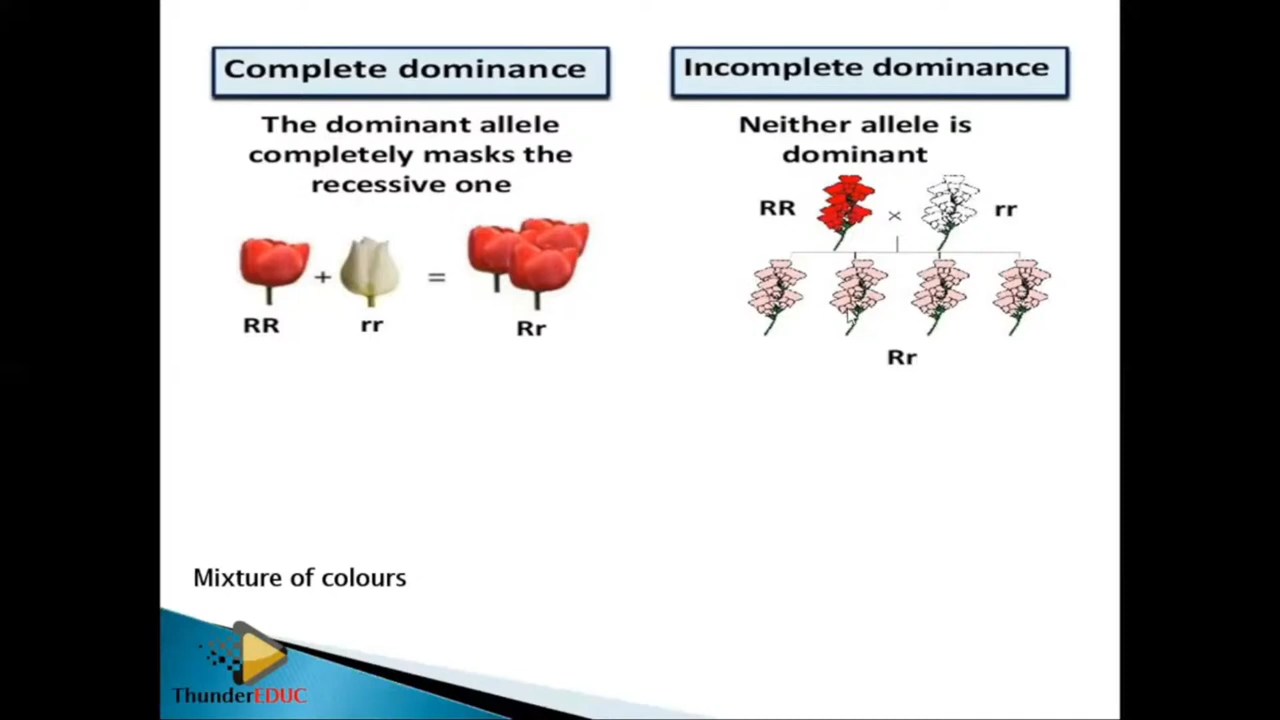 Complete dominance
The dominant allele
completely masks the
recessive one
+
=
RR
rr
Rr
Incomplete dominance
Neither allele is
dominant
RR
x
rr
Rr
Mixture of colours
ThunderEDUC